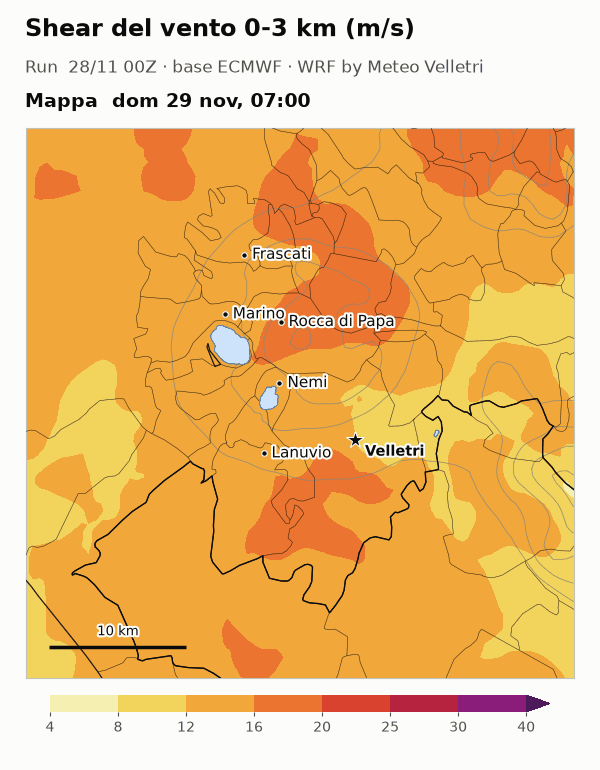 Shear del vento 0-3 km (m/s)
Run  28/11 00Z · base ECMWF · WRF by Meteo Velletri
Mappa  dom 29 nov, 07:00
Frascati
Marino
Rocca di Papa
Nemi
Velletri
Lanuvio
10 km
4 8 12 16 20 25 30 40